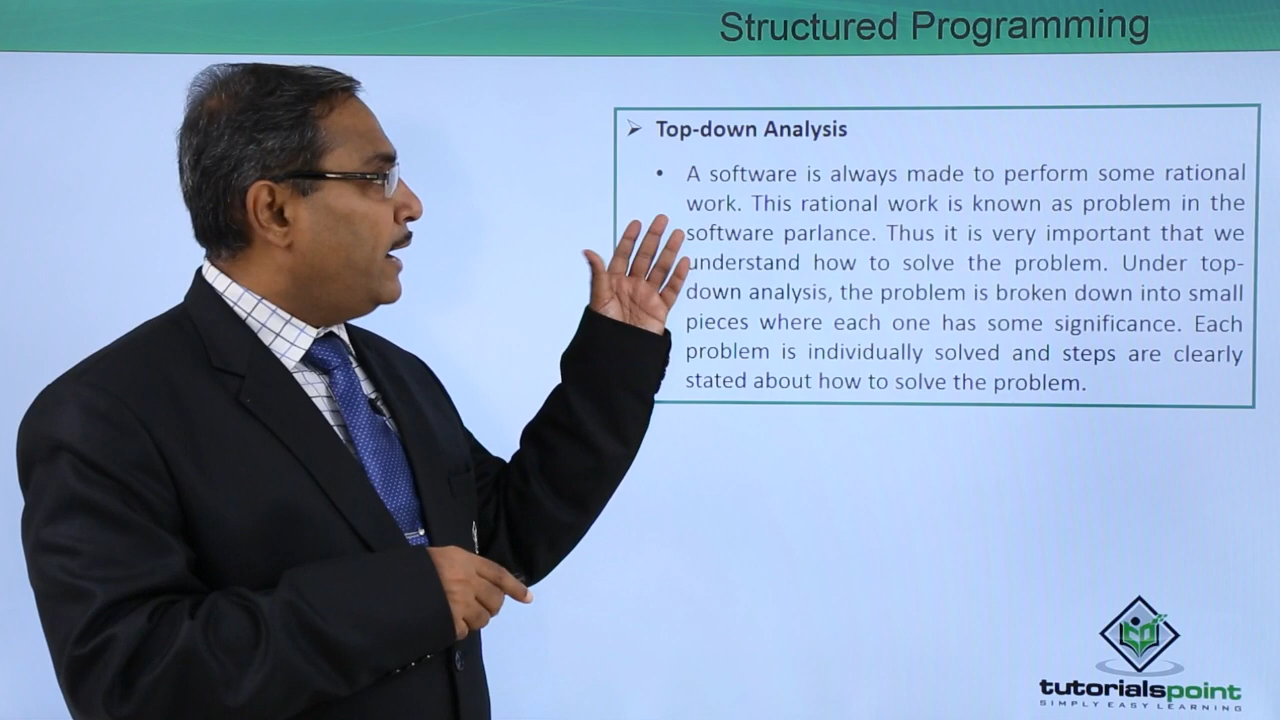 Structured Programming
➢ Top-down Analysis
• A software is always made to perform some rational
work. This rational work is known as problem in the
software parlance. Thus it is very important that we
understand how to solve the problem. Under top-
down analysis, the problem is broken down into small
pieces where each one has some significance. Each
problem is individually solved and steps are clearly
stated about how to solve the problem.
tutorialspoint
SIMPLY EASY LEARNING